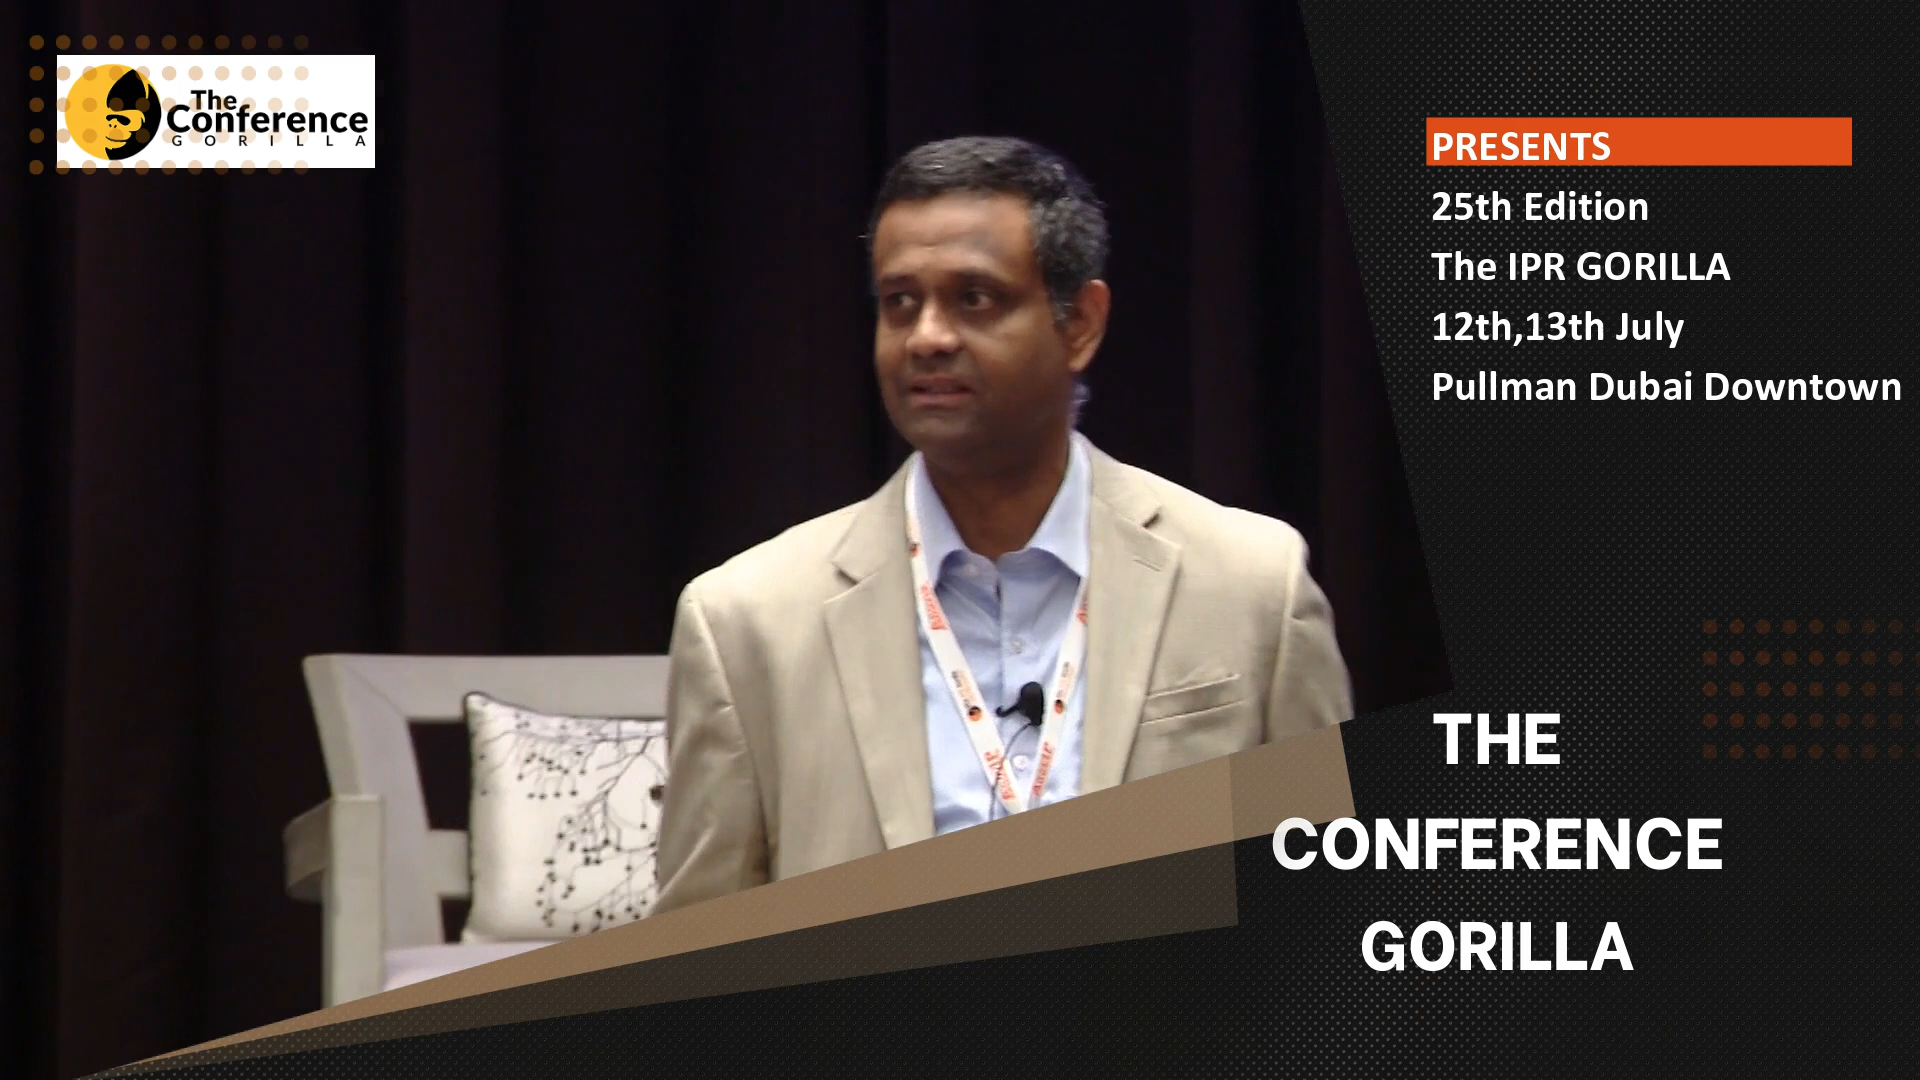 The
Conference
GORILLA
PRESENTS
25th Edition
The IPR GORILLA
12th,13th July
Pullman Dubai Downtown
THE
CONFERENCE
GORILLA